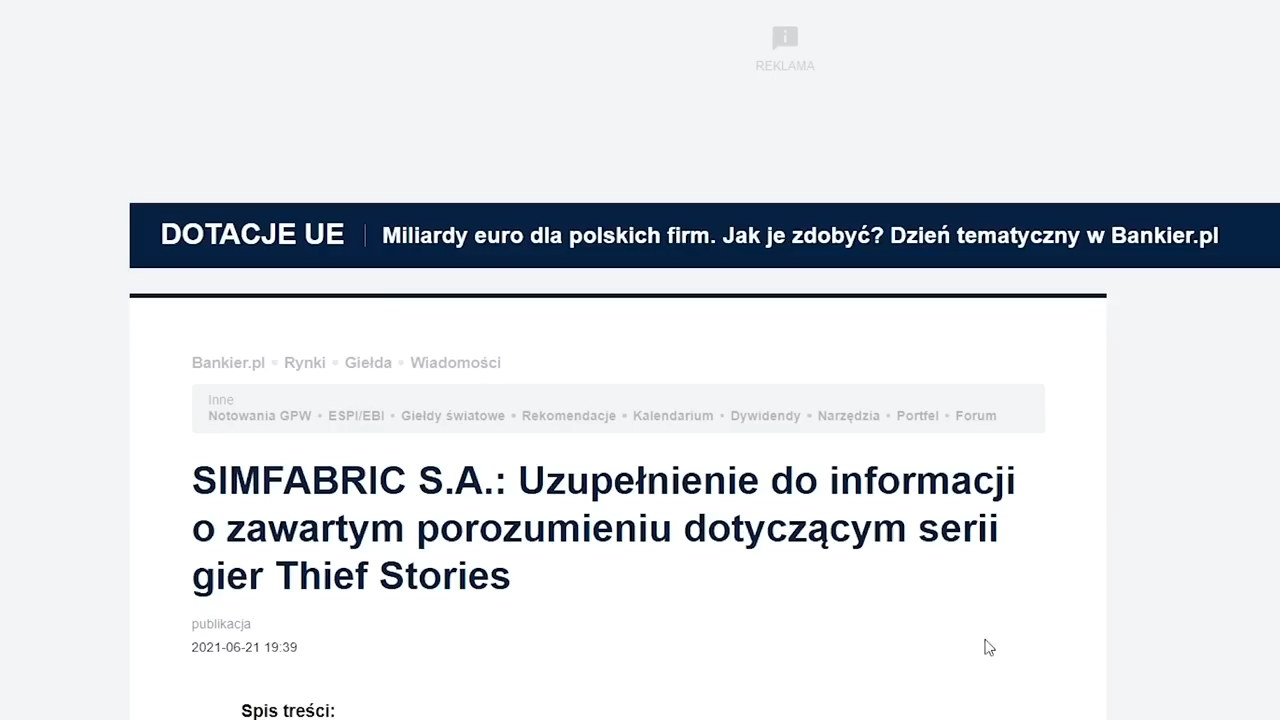 REKLAMA
DOTACJE UE Miliardy euro dla polskich firm. Jak je zdobyć? Dzień tematyczny w Bankier.pl
Bankier.pl Rynki Giełda Wiadomości
Inne
Notowania GPW • ESPI/EBI • Giełdy światowe • Rekomendacje • Kalendarium • Dywidendy • Narzędzia • Portfel • Forum
SIMFABRIC S.A.: Uzupełnienie do informacji
o zawartym porozumieniu dotyczącym serii
gier Thief Stories
publikacja
2021-06-21 19:39
Spis treści: